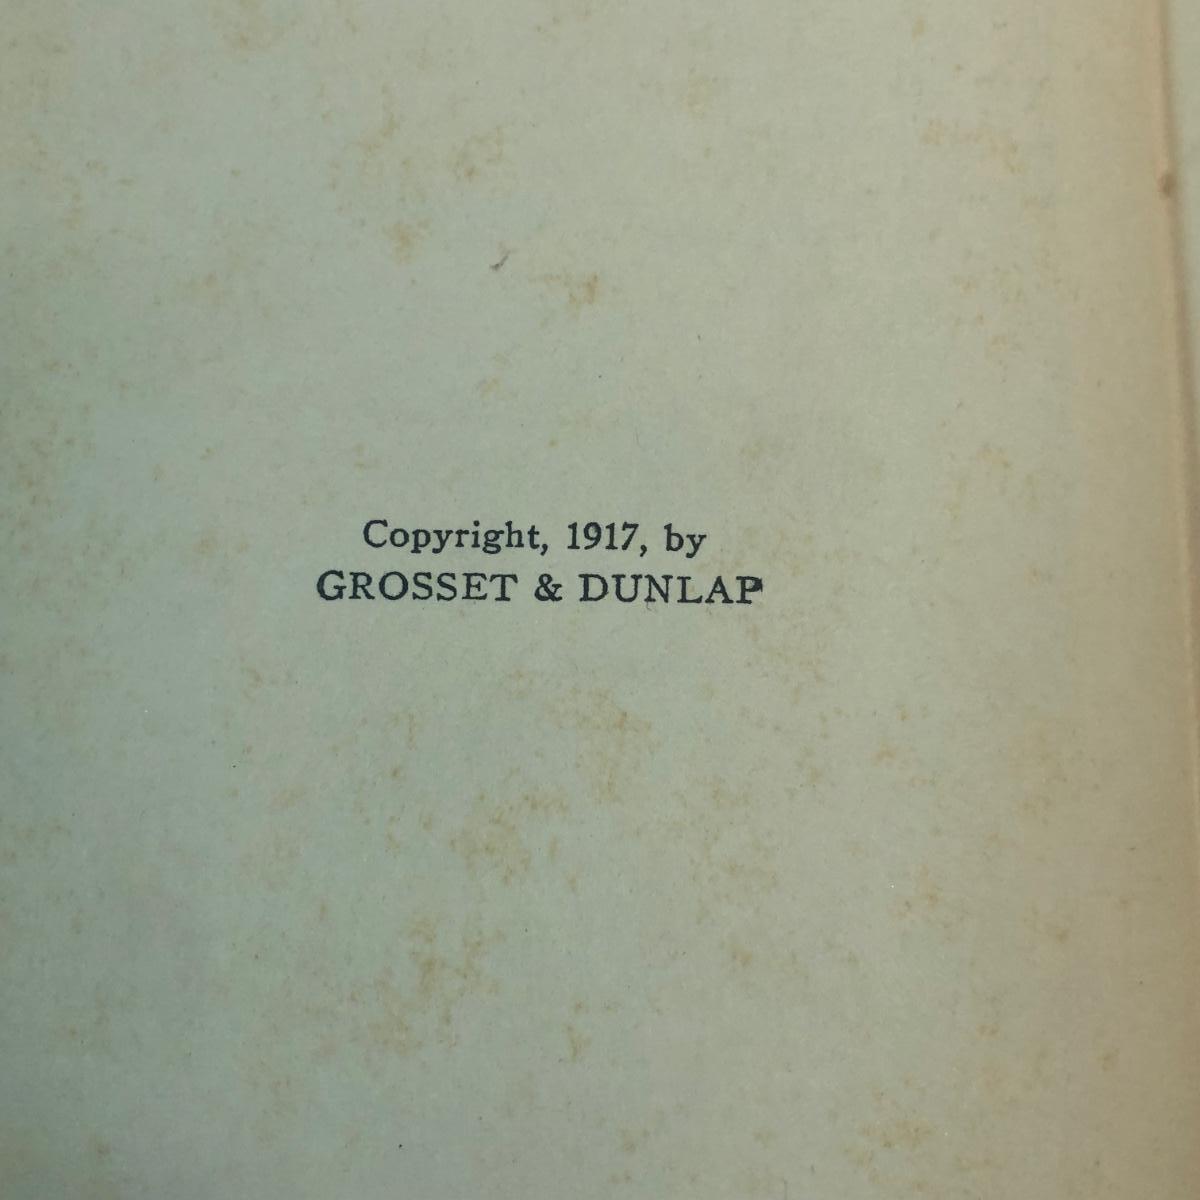 Copyright, 1917, by
GROSSET & DUNLAP